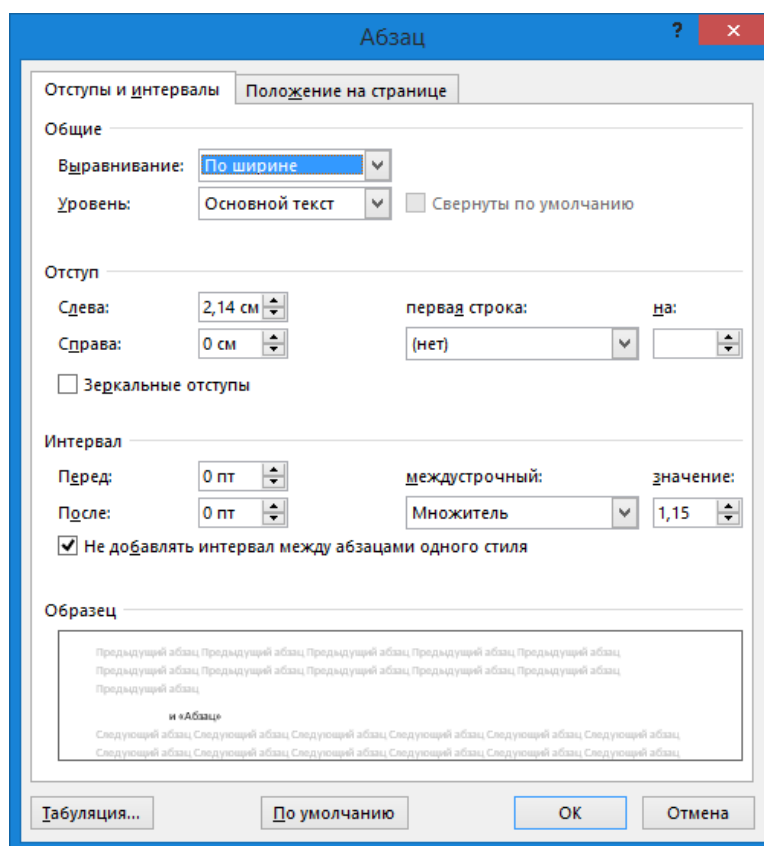 Абзац ? ×
Отступы и интервалы Положение на странице
Общие
Выравнивание: По ширине
Уровень: Основной текст Свернуты по умолчанию
Отступ
Слева: 2,14 см первая строка: на:
Справа: 0 см (нет)
Зеркальные отступы
Интервал
Перед: 0 пт междустрочный: значение:
После: 0 пт Множитель 1,15
Не добавлять интервал между абзацами одного стиля
Образец
Предыдущий абзац Предыдущий абзац Предыдущий абзац Предыдущий абзац Предыдущий абзац
Предыдущий абзац Предыдущий абзац Предыдущий абзац Предыдущий абзац Предыдущий абзац
Предыдущий абзац
и «Абзац»
Следующий абзац Следующий абзац Следующий абзац Следующий абзац Следующий абзац Следующий абзац
Следующий абзац Следующий абзац Следующий абзац Следующий абзац Следующий абзац Следующий абзац
Табуляция... По умолчанию ОК Отмена